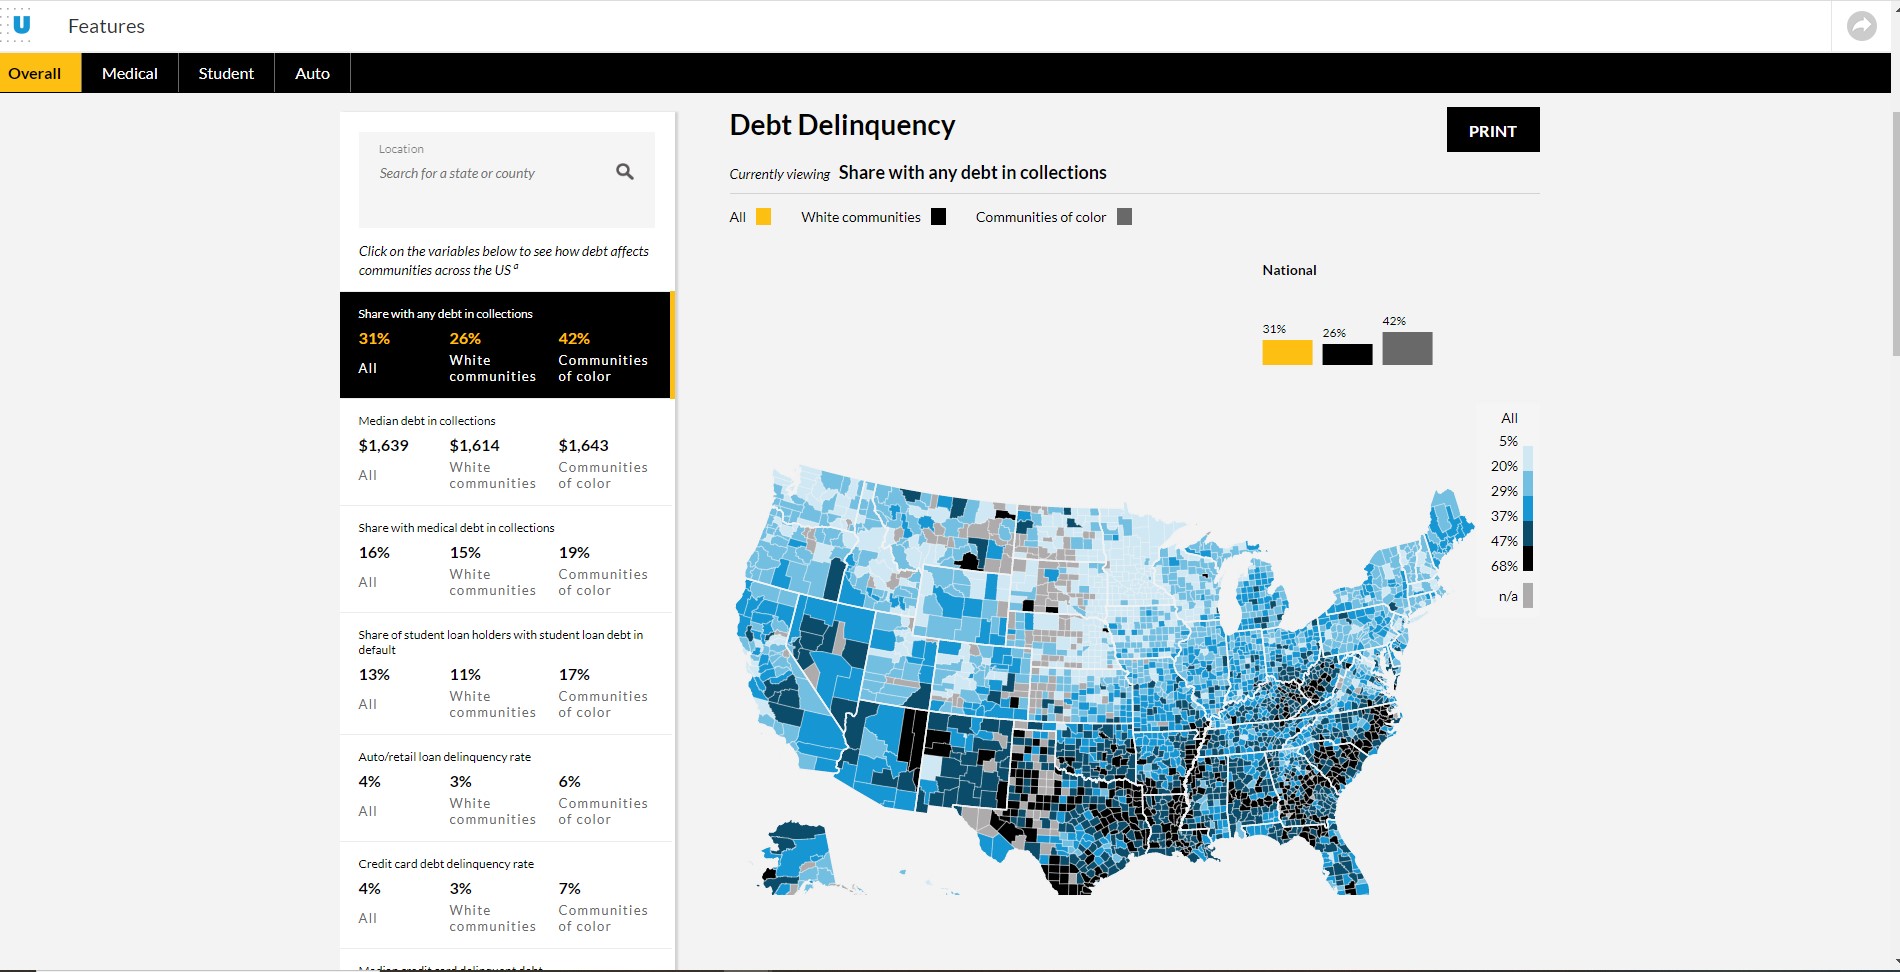 U
Features
Overall
Medical
Student
Auto
Location
Search for a state or county
Click on the variables below to see how debt affects
communities across the US a
Share with any debt in collections
31%
26%
42%
All
White
communities
Communities
of color
Median debt in collections
$1,639
$1,614
$1,643
All
White
communities
Communities
of color
Share with medical debt in collections
16%
15%
19%
All
White
communities
Communities
of color
Share of student loan holders with student loan debt in
default
13%
11%
17%
All
White
communities
Communities
of color
Auto/retail loan delinquency rate
4%
3%
6%
All
White
communities
Communities
of color
Credit card debt delinquency rate
4%
3%
7%
All
White
communities
Communities
of color
Median credit card delinquent debt
Debt Delinquency
PRINT
Currently viewing Share with any debt in collections
All
White communities
Communities of color
National
31%
26%
42%
All
5%
20%
29%
37%
47%
68%
n/a